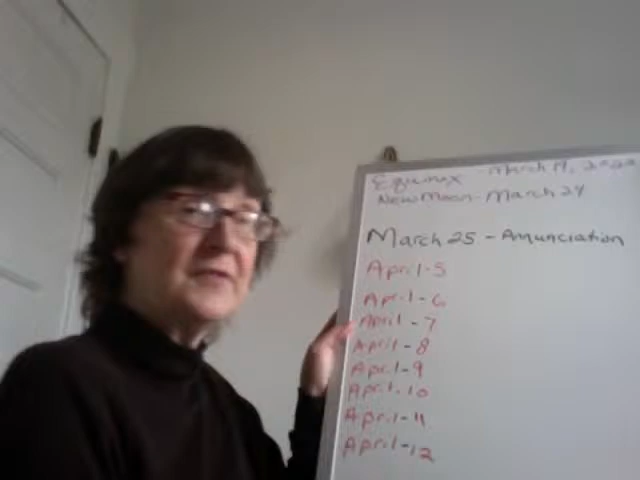 Equinox - March 19, 2020
New Moon - March 24
March 25 - Annunciation
April - 5
April - 6
April - 7
April - 8
April - 9
April - 10
April - 11
April - 12